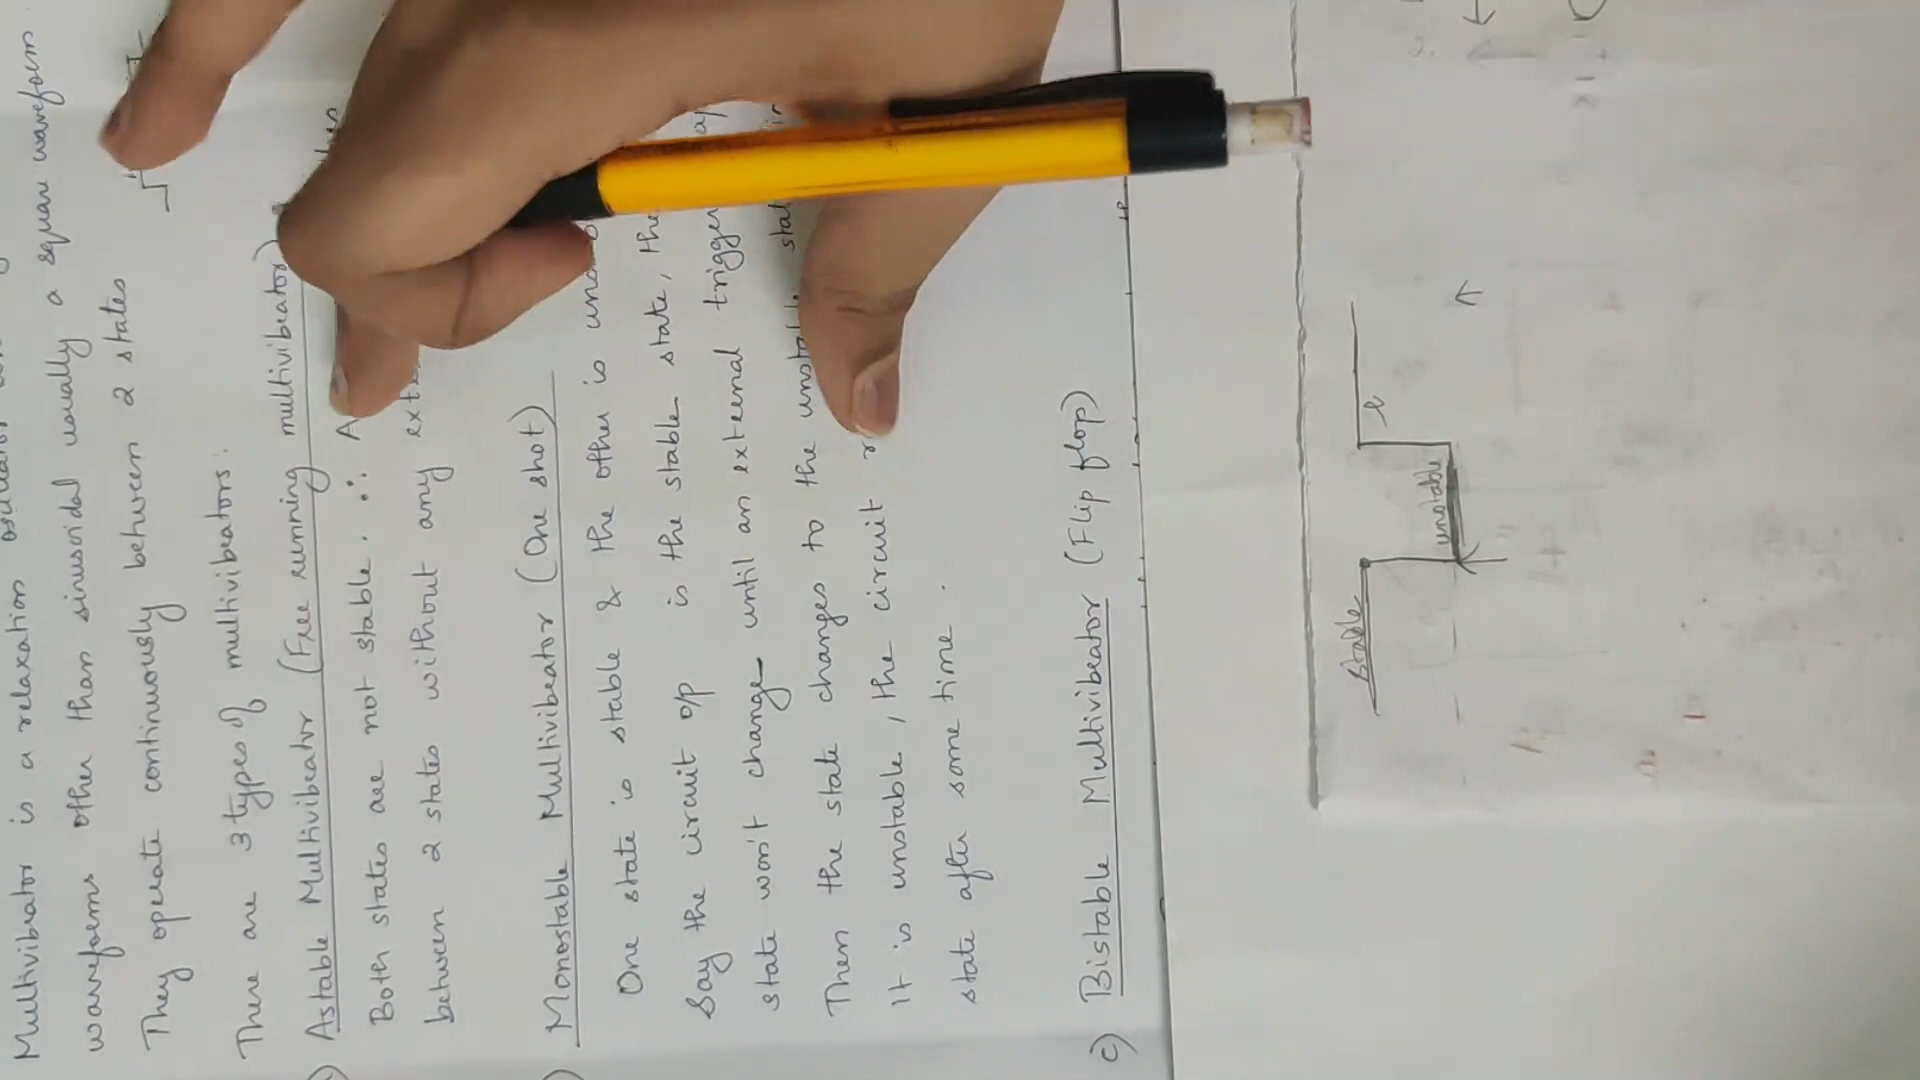 Multivibrator is a relaxation
waveforms other than sinusoidal usually a square waveform
They operate continuously between 2 states
There are 3 types of multivibrators:
Astable Multivibrator (Free running multivibrator)
Both states are not stable. ∴ A
between 2 states without any
Monostable Multivibrator (One shot)
One state is stable & the other is
Say the circuit o/p is the stable state, the
state won't change until an external trigger
Then the state changes to the
It is unstable, the circuit
state after some time.
c) Bistable Multivibrator (Flip flop)
stable
unstable